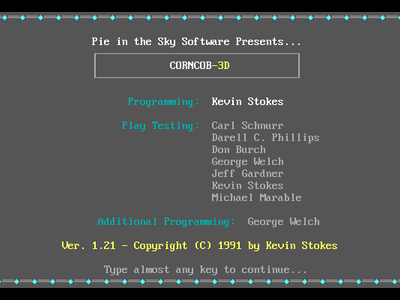 Pie in the Sky Software Presents...
CORNCOB-3D
Programming: Kevin Stokes
Play Testing: Carl Schnurr
Darell C. Phillips
Don Burch
George Welch
Jeff Gardner
Kevin Stokes
Michael Marable
Additional Programming: George Welch
Ver. 1.21 - Copyright (C) 1991 by Kevin Stokes
Type almost any key to continue...